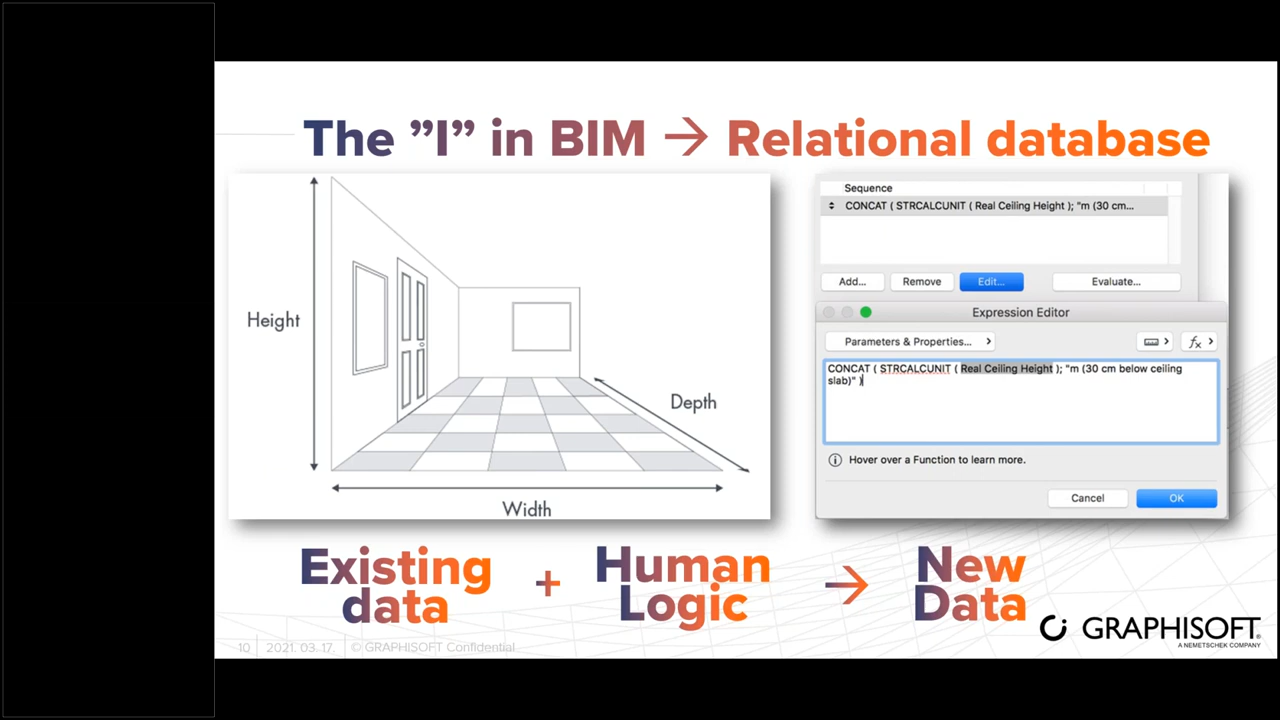 The ”I” in BIM → Relational database
Height
Depth
Width
Sequence
CONCAT ( STRCALCUNIT ( Real Ceiling Height ); "m (30 cm...
Add...
Remove
Edit...
Evaluate...
Expression Editor
Parameters & Properties...
fx
CONCAT ( STRCALCUNIT ( Real Ceiling Height ); "m (30 cm below ceiling
slab)" )
Hover over a Function to learn more.
Cancel
OK
Existing
data
+
Human
Logic
→
New
Data
10
2021. 03. 17.
© GRAPHISOFT Confidential
GRAPHISOFT®
A NEMETSCHEK COMPANY